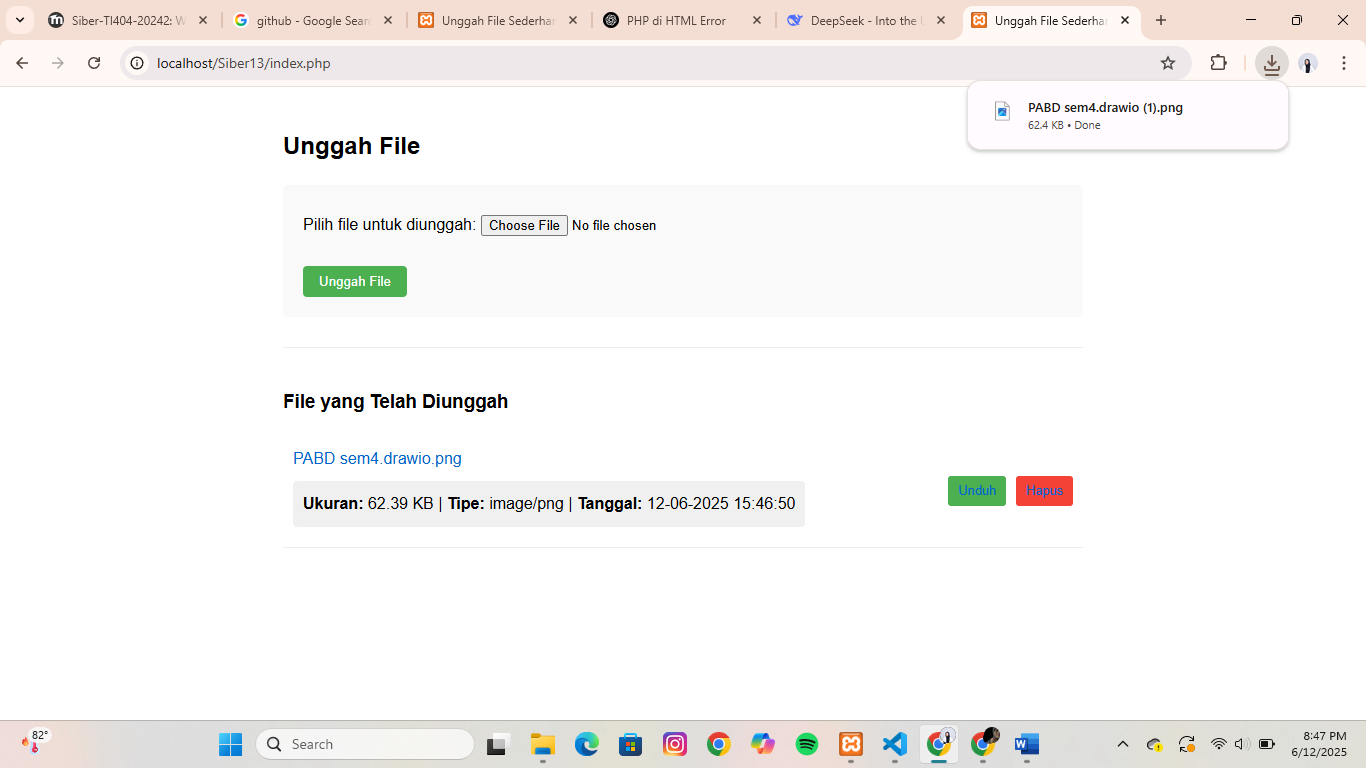 Siber-TI404-20242: W
github - Google Sear
Unggah File Sederhar
PHP di HTML Error
DeepSeek - Into the U
Unggah File Sederhar
localhost/Siber13/index.php
PABD sem4.drawio (1).png
62.4 KB • Done
Unggah File
Pilih file untuk diunggah: Choose File No file chosen
Unggah File
File yang Telah Diunggah
PABD sem4.drawio.png
Ukuran: 62.39 KB | Tipe: image/png | Tanggal: 12-06-2025 15:46:50
Unduh
Hapus
82°
Search
8:47 PM
6/12/2025